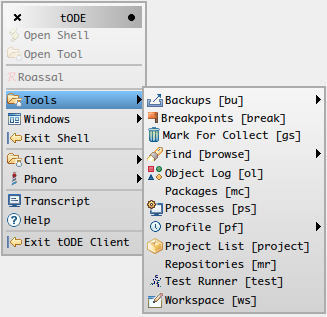 tODE
Open Shell
Open Tool
Roassal
Tools
Windows
Exit Shell
Client
Pharo
Transcript
Help
Exit tODE Client
Backups [bu]
Breakpoints [break]
Mark For Collect [gs]
Find [browse]
Object Log [ol]
Packages [mc]
Processes [ps]
Profile [pf]
Project List [project]
Repositories [mr]
Test Runner [test]
Workspace [ws]